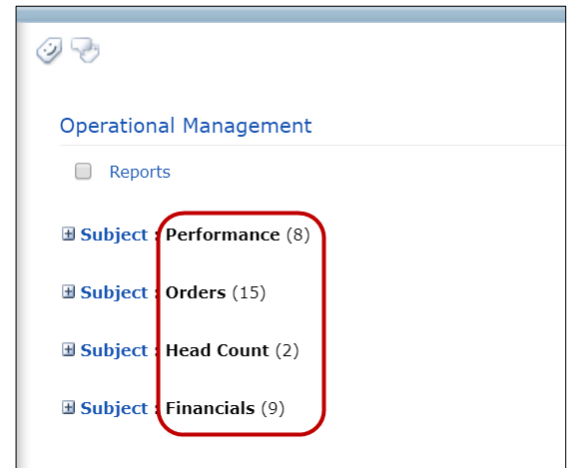 Operational Management
Reports
Subject : Performance (8)
Subject : Orders (15)
Subject : Head Count (2)
Subject : Financials (9)